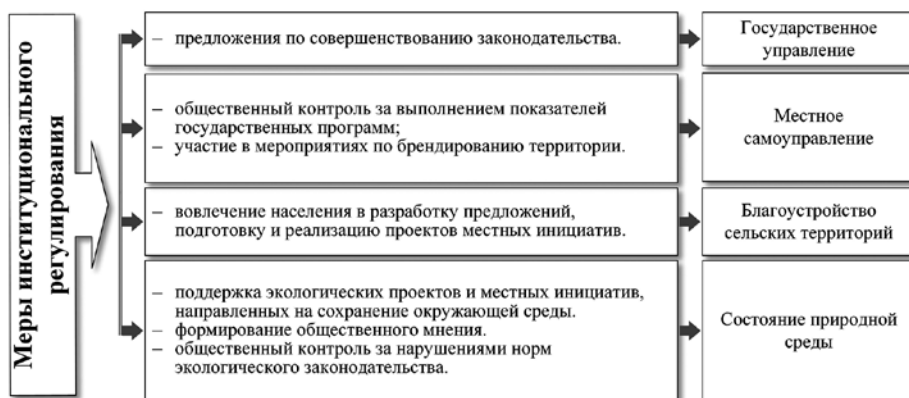 Меры институционального
регулирования
– предложения по совершенствованию законодательства.
Государственное
управление
– общественный контроль за выполнением показателей
государственных программ;
– участие в мероприятиях по брендированию территории.
Местное
самоуправление
– вовлечение населения в разработку предложений,
подготовку и реализацию проектов местных инициатив.
Благоустройство
сельских территорий
– поддержка экологических проектов и местных инициатив,
направленных на сохранение окружающей среды.
– формирование общественного мнения.
– общественный контроль за нарушениями норм
экологического законодательства.
Состояние природной
среды